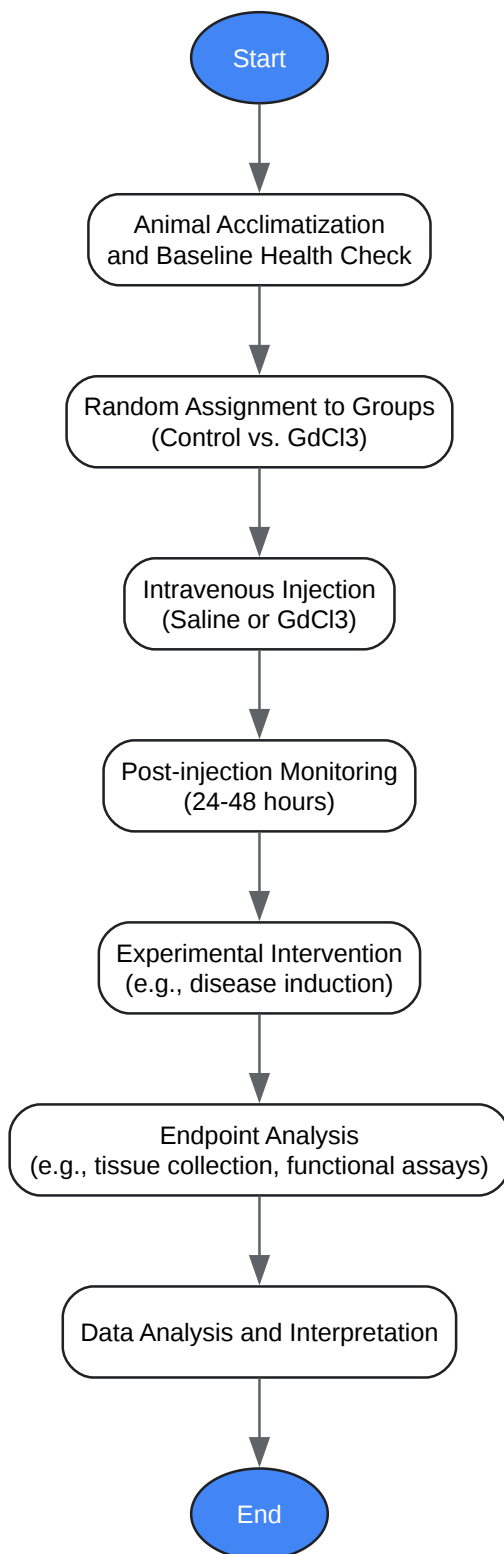 Start
Animal Acclimatization
and Baseline Health Check
Random Assignment to Groups
(Control vs. GdCl3)
Intravenous Injection
(Saline or GdCl3)
Post-injection Monitoring
(24-48 hours)
Experimental Intervention
(e.g., disease induction)
Endpoint Analysis
(e.g., tissue collection, functional assays)
Data Analysis and Interpretation
End